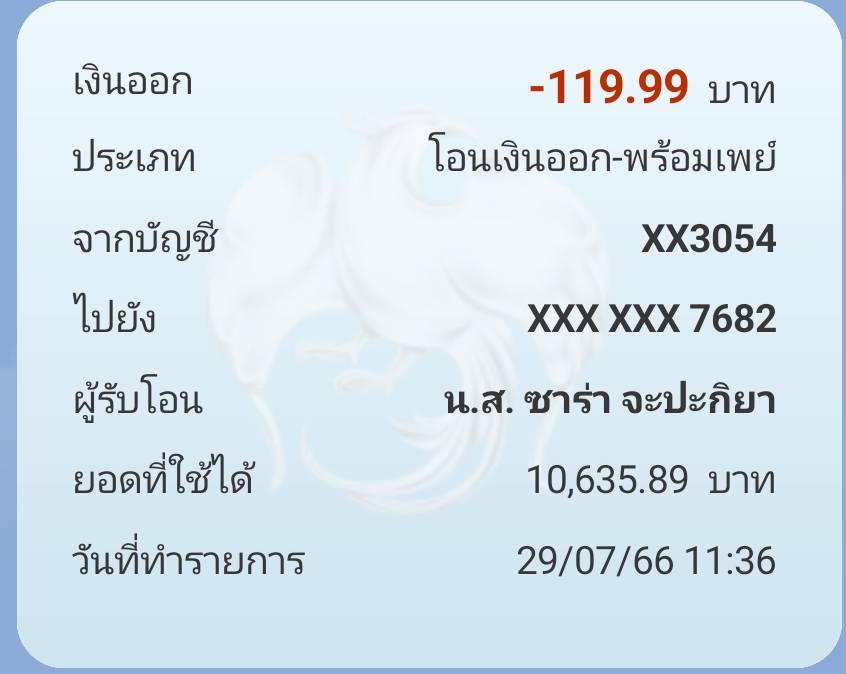 เงินออก -119.99 บาท
ประเภท โอนเงินออก-พร้อมเพย์
จากบัญชี XX3054
ไปยัง XXX XXX 7682
ผู้รับโอน น.ส. ซาร่า จะปะกิยา
ยอดที่ใช้ได้ 10,635.89 บาท
วันที่ทำรายการ 29/07/66 11:36